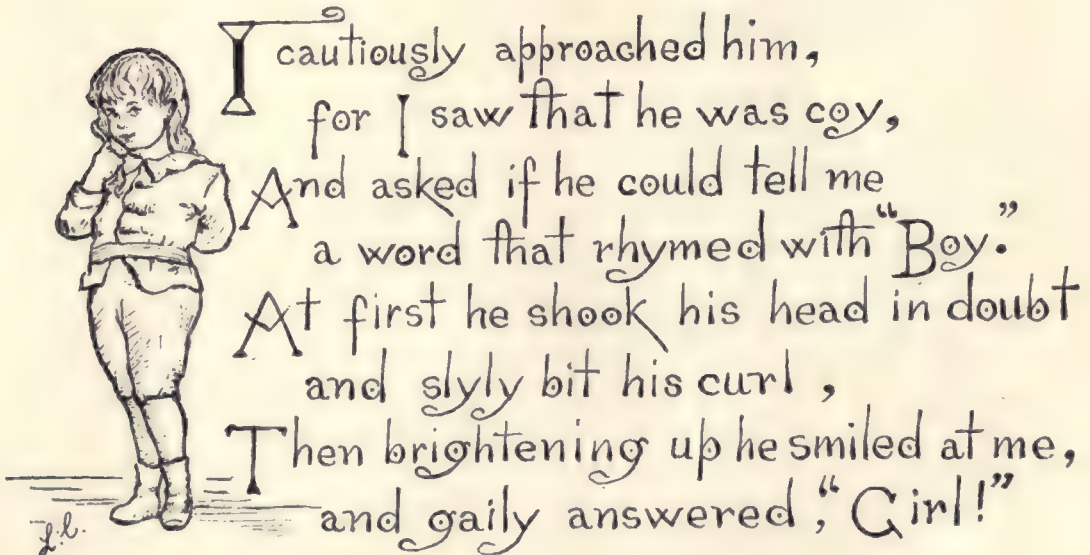 I cautiously approached him,
for I saw that he was coy,
And asked if he could tell me
a word that rhymed with "Boy."
At first he shook his head in doubt
and slyly bit his curl,
Then brightening up he smiled at me,
and gaily answered, "Girl!"